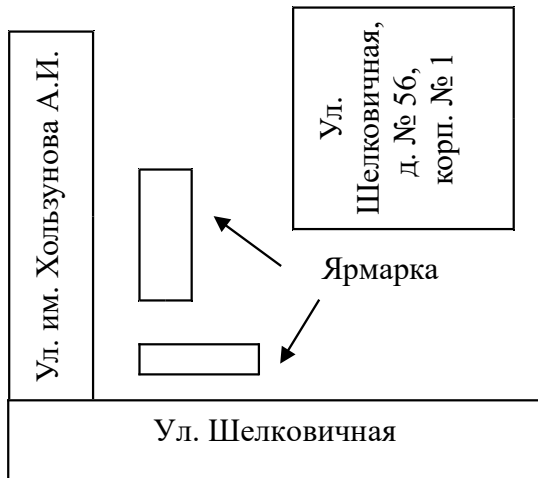 Ул. им. Хользунова А.И.
Ул.
Шелковичная,
д. № 56,
корп. № 1
Ярмарка
Ул. Шелковичная